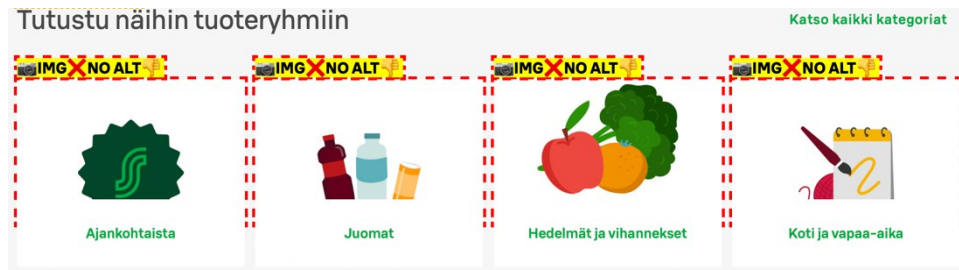 Tutustu näihin tuoteryhmiin
Katso kaikki kategoriat
📷IMG❌NO ALT👎
📷IMG❌NO ALT👎
📷IMG❌NO ALT👎
📷IMG❌NO ALT👎
Ajankohtaista
Juomat
Hedelmät ja vihannekset
Koti ja vapaa-aika